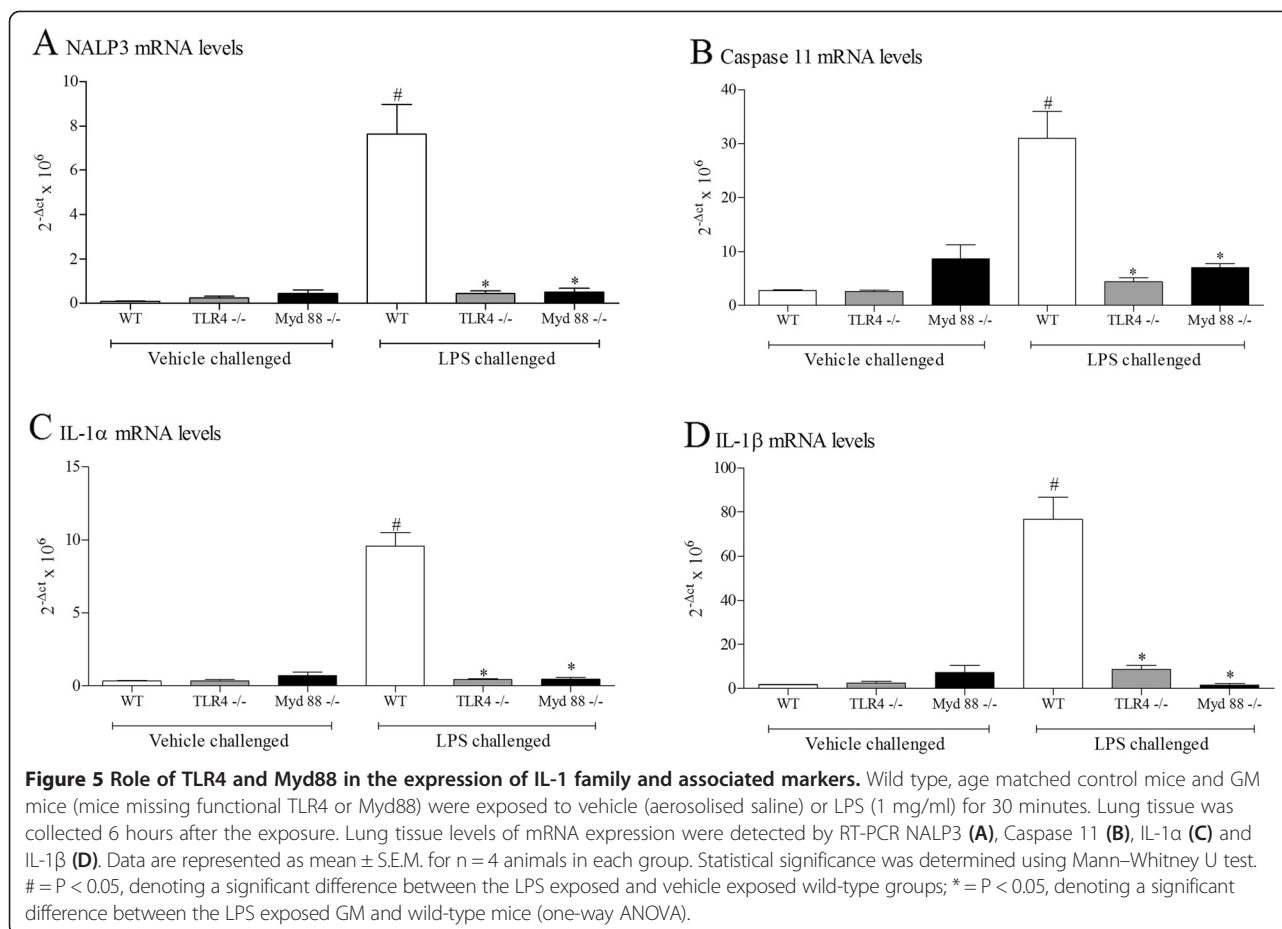 A NALP3 mRNA levels
10
8
6
4
2
0
2^-Δct x 10^6
#
*
*
WT TLR4 -/- Myd 88 -/- WT TLR4 -/- Myd 88 -/-
Vehicle challenged LPS challenged
B Caspase 11 mRNA levels
40
30
20
10
0
2^-Δct x 10^6
#
*
*
WT TLR4 -/- Myd 88 -/- WT TLR4 -/- Myd 88 -/-
Vehicle challenged LPS challenged
C IL-1α mRNA levels
15
10
5
0
2^-Δct x 10^6
#
*
*
WT TLR4 -/- Myd 88 -/- WT TLR4 -/- Myd 88 -/-
Vehicle challenged LPS challenged
D IL-1β mRNA levels
100
80
60
40
20
0
2^-Δct x 10^6
#
*
*
WT TLR4 -/- Myd 88 -/- WT TLR4 -/- Myd 88 -/-
Vehicle challenged LPS challenged
Figure 5 Role of TLR4 and Myd88 in the expression of IL-1 family and associated markers. Wild type, age matched control mice and GM
mice (mice missing functional TLR4 or Myd88) were exposed to vehicle (aerosolised saline) or LPS (1 mg/ml) for 30 minutes. Lung tissue was
collected 6 hours after the exposure. Lung tissue levels of mRNA expression were detected by RT-PCR NALP3 (A), Caspase 11 (B), IL-1α (C) and
IL-1β (D). Data are represented as mean ± S.E.M. for n = 4 animals in each group. Statistical significance was determined using Mann–Whitney U test.
# = P < 0.05, denoting a significant difference between the LPS exposed and vehicle exposed wild-type groups; * = P < 0.05, denoting a significant
difference between the LPS exposed GM and wild-type mice (one-way ANOVA).